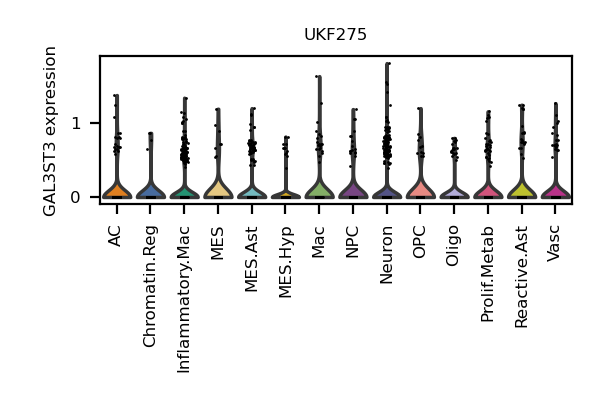 UKF275
GAL3ST3 expression
1
0
AC
Chromatin.Reg
Inflammatory.Mac
MES
MES.Ast
MES.Hyp
Mac
NPC
Neuron
OPC
Oligo
Prolif.Metab
Reactive.Ast
Vasc